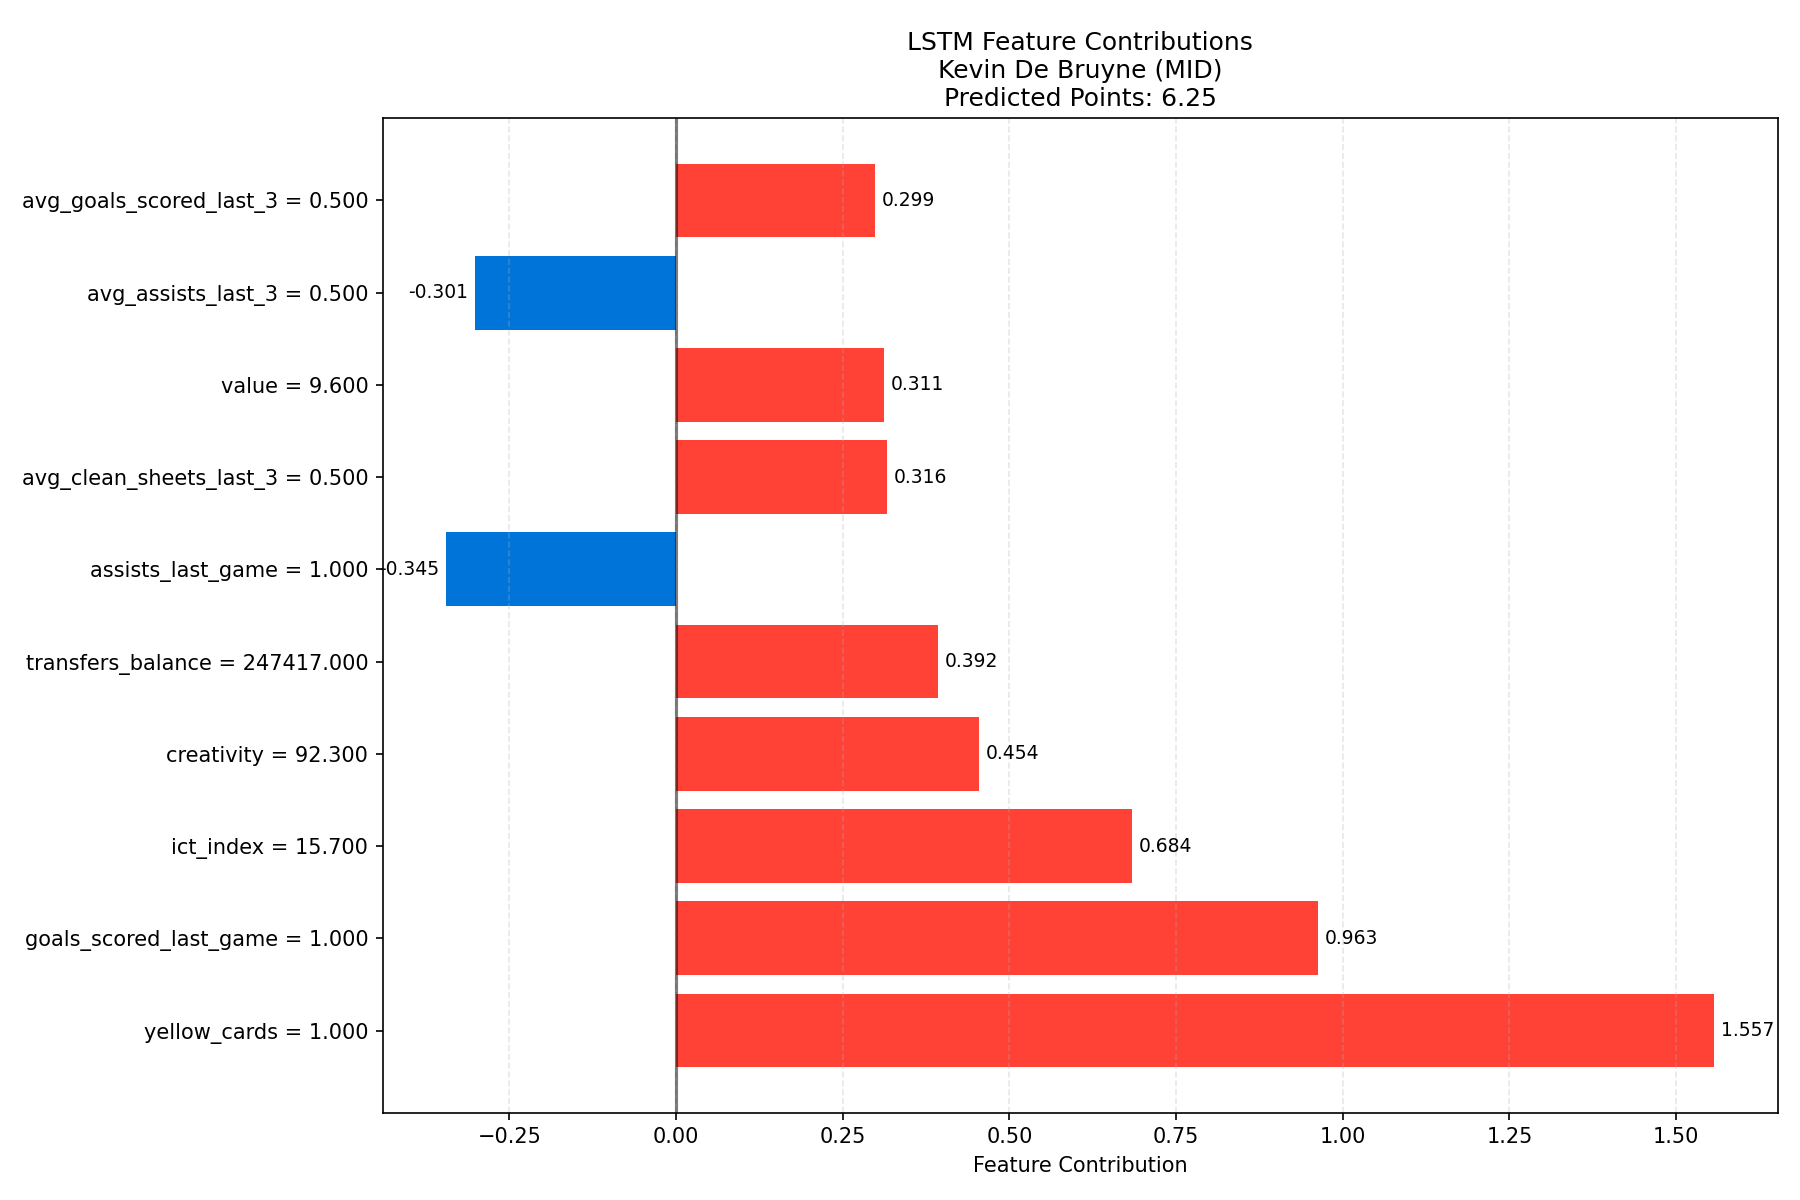 LSTM Feature Contributions
Kevin De Bruyne (MID)
Predicted Points: 6.25
avg_goals_scored_last_3 = 0.500
0.299
avg_assists_last_3 = 0.500
-0.301
value = 9.600
0.311
avg_clean_sheets_last_3 = 0.500
0.316
assists_last_game = 1.000
-0.345
transfers_balance = 247417.000
0.392
creativity = 92.300
0.454
ict_index = 15.700
0.684
goals_scored_last_game = 1.000
0.963
yellow_cards = 1.000
1.557
−0.25 0.00 0.25 0.50 0.75 1.00 1.25 1.50
Feature Contribution